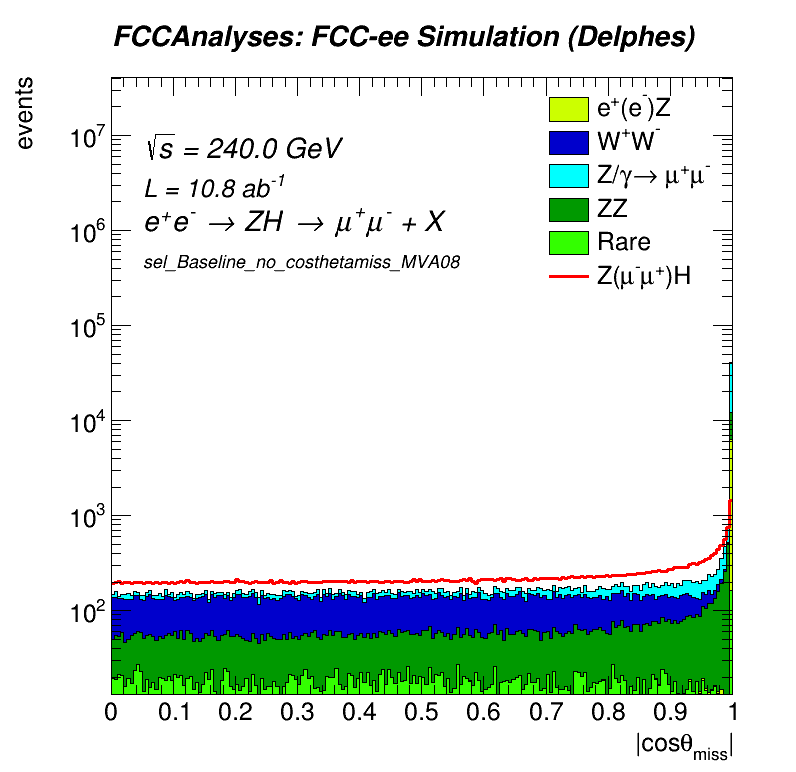 FCCAnalyses: FCC-ee Simulation (Delphes)
events
√s = 240.0 GeV
L = 10.8 ab⁻¹
e⁺e⁻ → ZH → μ⁺μ⁻ + X
sel_Baseline_no_costhetamiss_MVA08
e⁺(e⁻)Z
W⁺W⁻
Z/γ→ μ⁺μ⁻
ZZ
Rare
Z(μ⁻μ⁺)H
10⁷
10⁶
10⁵
10⁴
10³
10²
0 0.1 0.2 0.3 0.4 0.5 0.6 0.7 0.8 0.9 1
|cosθ_miss|